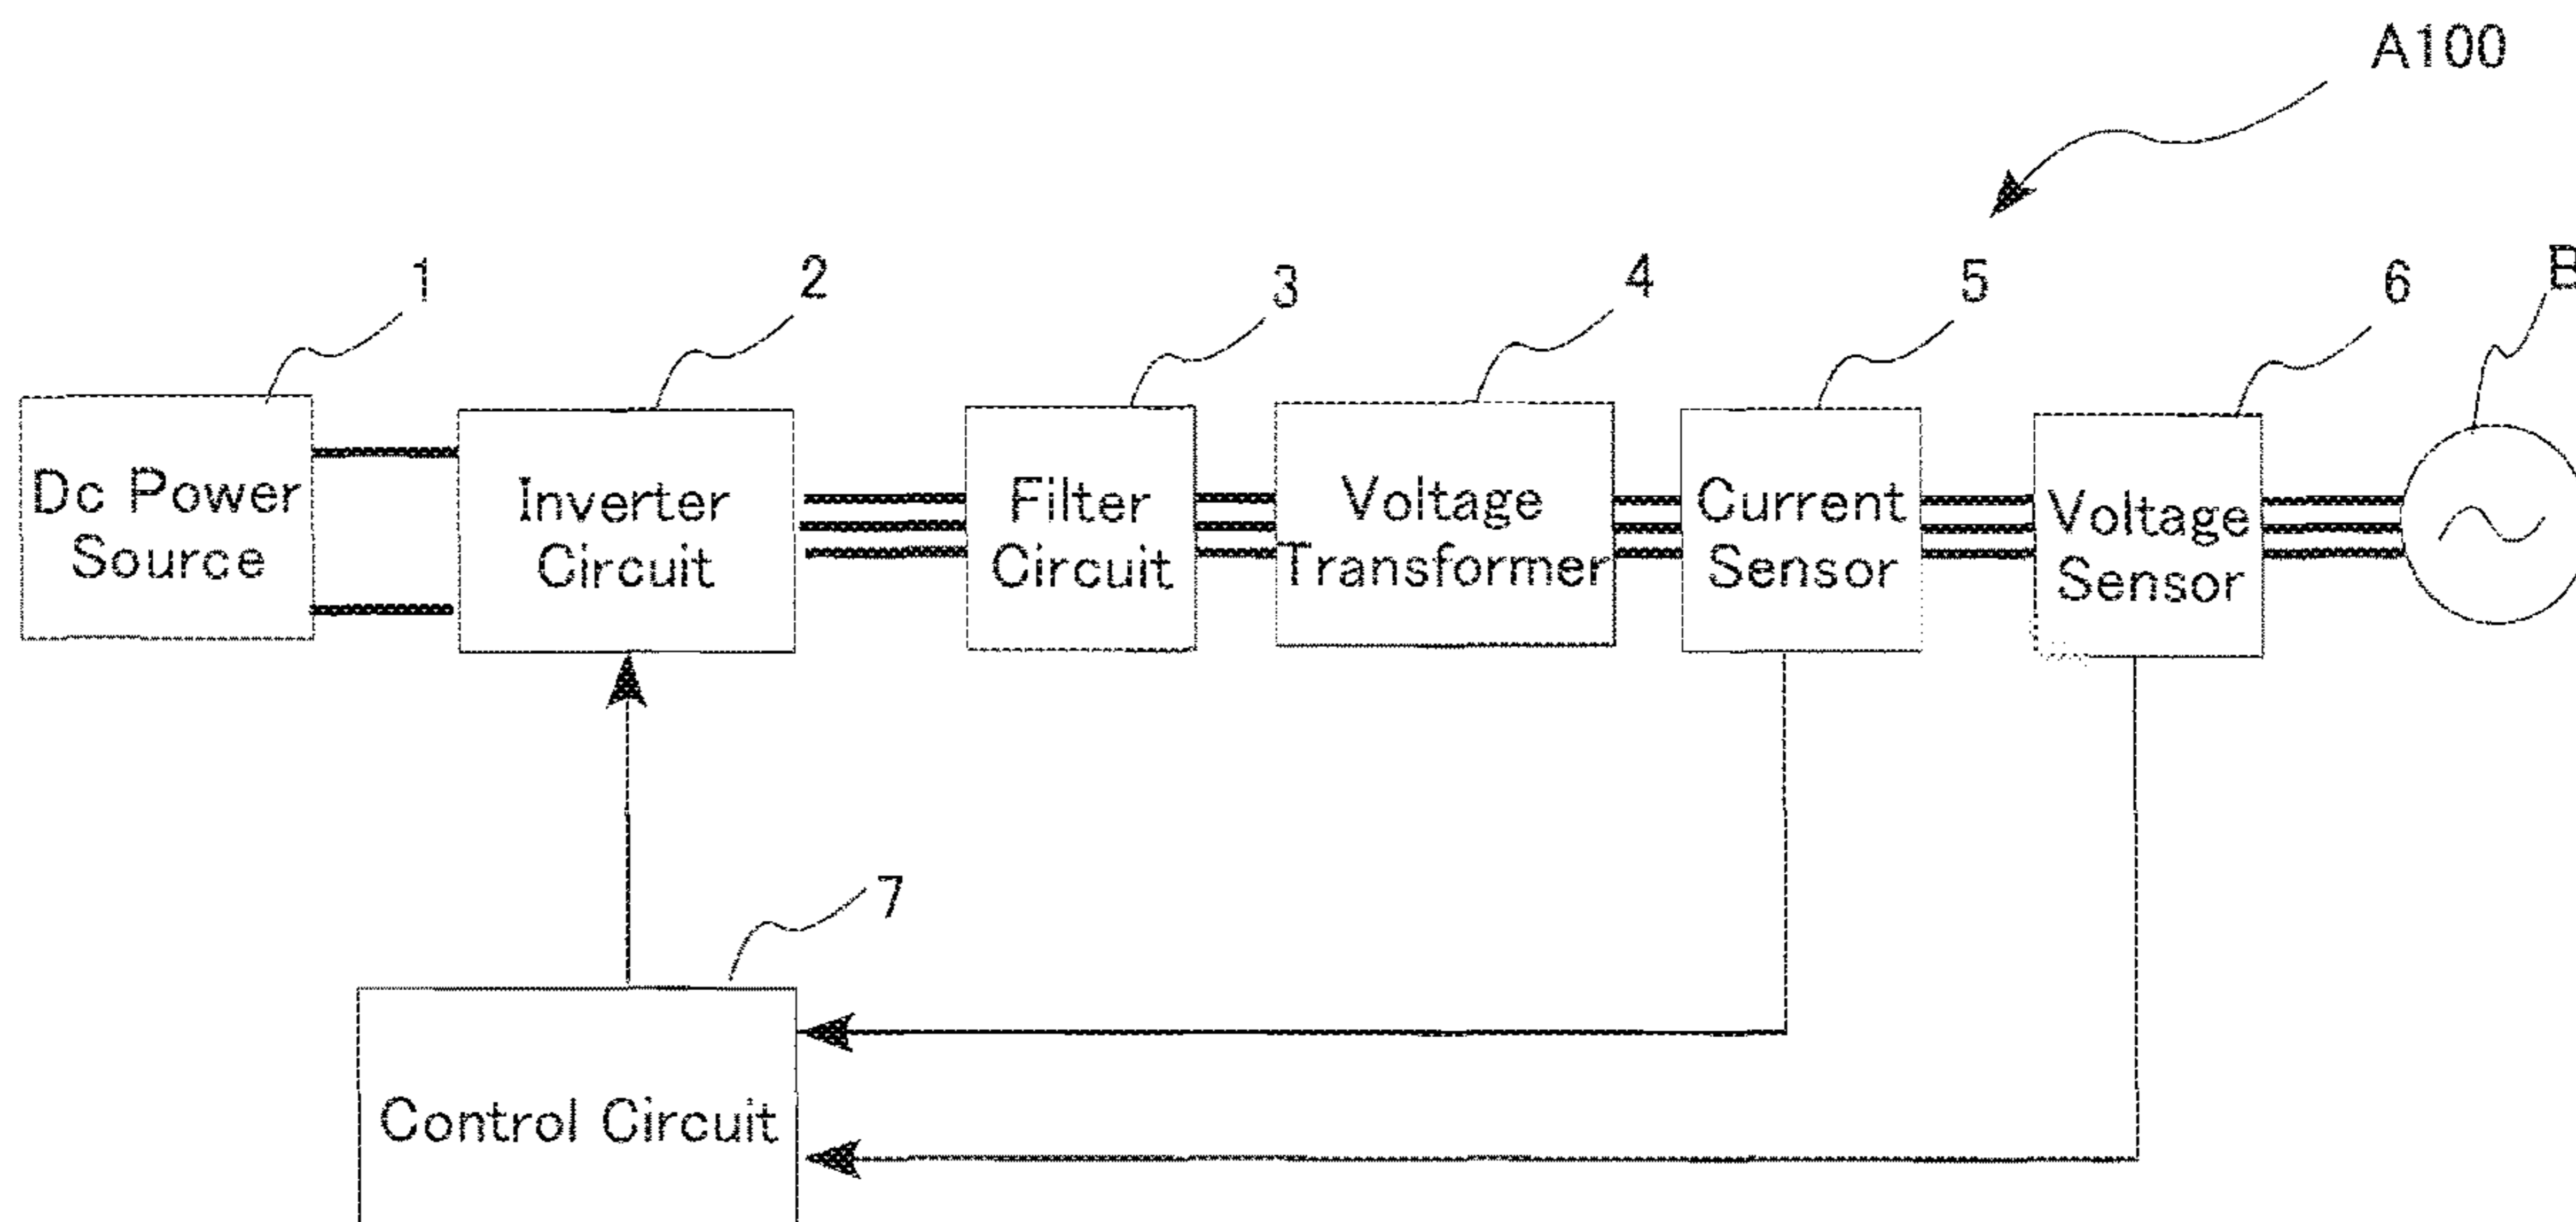 A100
1
2
3
4
5
6
B
Dc Power
Source
Inverter
Circuit
Filter
Circuit
Voltage
Transformer
Current
Sensor
Voltage
Sensor
7
Control Circuit